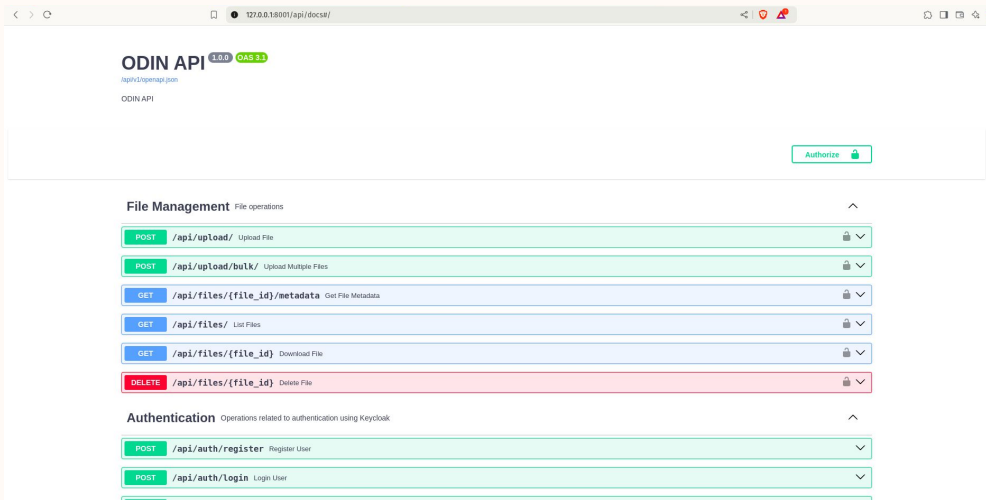 127.0.0.1:8001/api/docs#/
ODIN API 1.0.0 OAS 3.1
/api/v1/openapi.json
ODIN API
Authorize
File Management File operations
POST /api/upload/ Upload File
POST /api/upload/bulk/ Upload Multiple Files
GET /api/files/{file_id}/metadata Get File Metadata
GET /api/files/ List Files
GET /api/files/{file_id} Download File
DELETE /api/files/{file_id} Delete File
Authentication Operations related to authentication using Keycloak
POST /api/auth/register Register User
POST /api/auth/login Login User